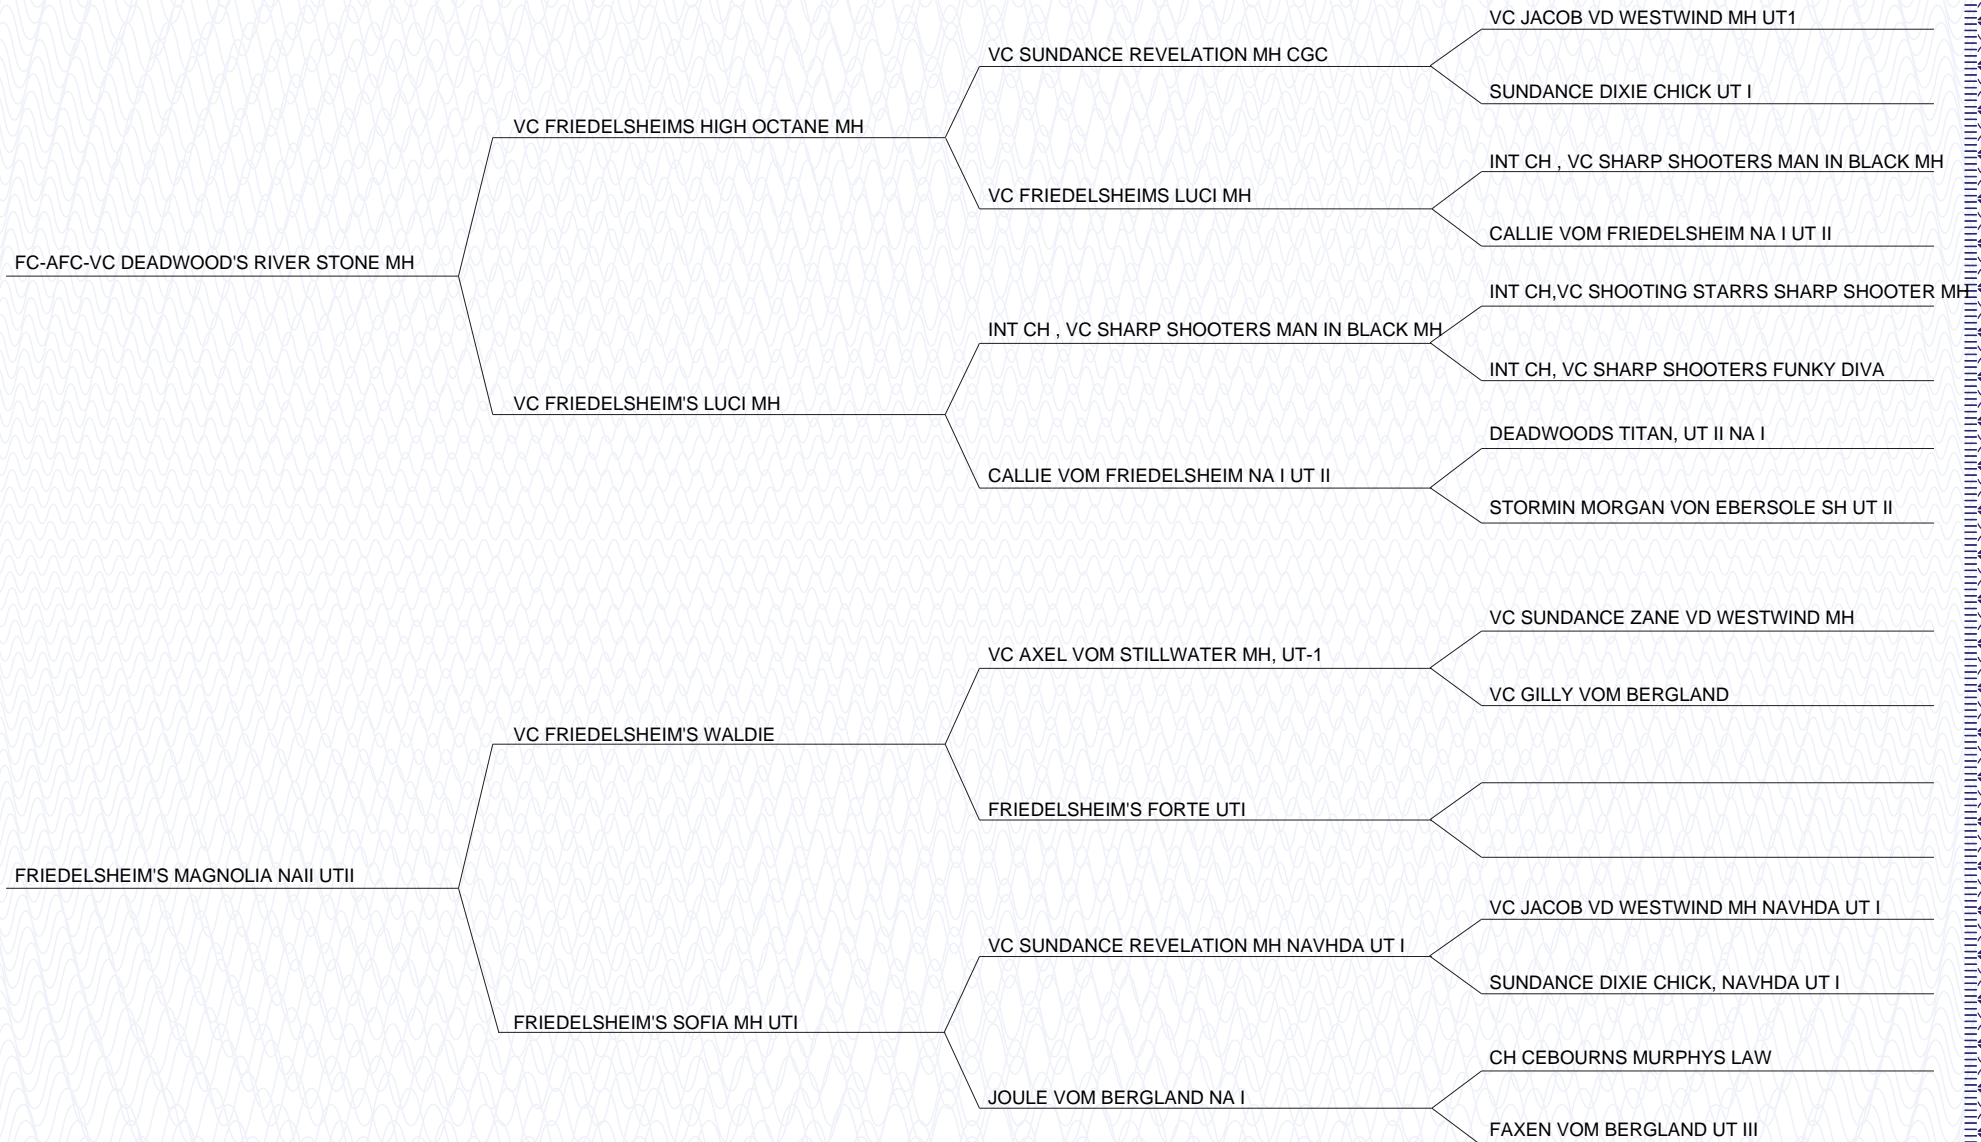 VC JACOB VD WESTWIND MH UT1
VC SUNDANCE REVELATION MH CGC
SUNDANCE DIXIE CHICK UT I
VC FRIEDELSHEIMS HIGH OCTANE MH
INT CH , VC SHARP SHOOTERS MAN IN BLACK MH
VC FRIEDELSHEIMS LUCI MH
CALLIE VOM FRIEDELSHEIM NA I UT II
FC-AFC-VC DEADWOOD'S RIVER STONE MH
INT CH,VC SHOOTING STARRS SHARP SHOOTER MH
INT CH , VC SHARP SHOOTERS MAN IN BLACK MH
INT CH, VC SHARP SHOOTERS FUNKY DIVA
VC FRIEDELSHEIM'S LUCI MH
DEADWOODS TITAN, UT II NA I
CALLIE VOM FRIEDELSHEIM NA I UT II
STORMIN MORGAN VON EBERSOLE SH UT II
VC SUNDANCE ZANE VD WESTWIND MH
VC AXEL VOM STILLWATER MH, UT-1
VC GILLY VOM BERGLAND
VC FRIEDELSHEIM'S WALDIE
FRIEDELSHEIM'S FORTE UTI
FRIEDELSHEIM'S MAGNOLIA NAII UTII
VC JACOB VD WESTWIND MH NAVHDA UT I
VC SUNDANCE REVELATION MH NAVHDA UT I
SUNDANCE DIXIE CHICK, NAVHDA UT I
FRIEDELSHEIM'S SOFIA MH UTI
CH CEBOURNS MURPHYS LAW
JOULE VOM BERGLAND NA I
FAXEN VOM BERGLAND UT III